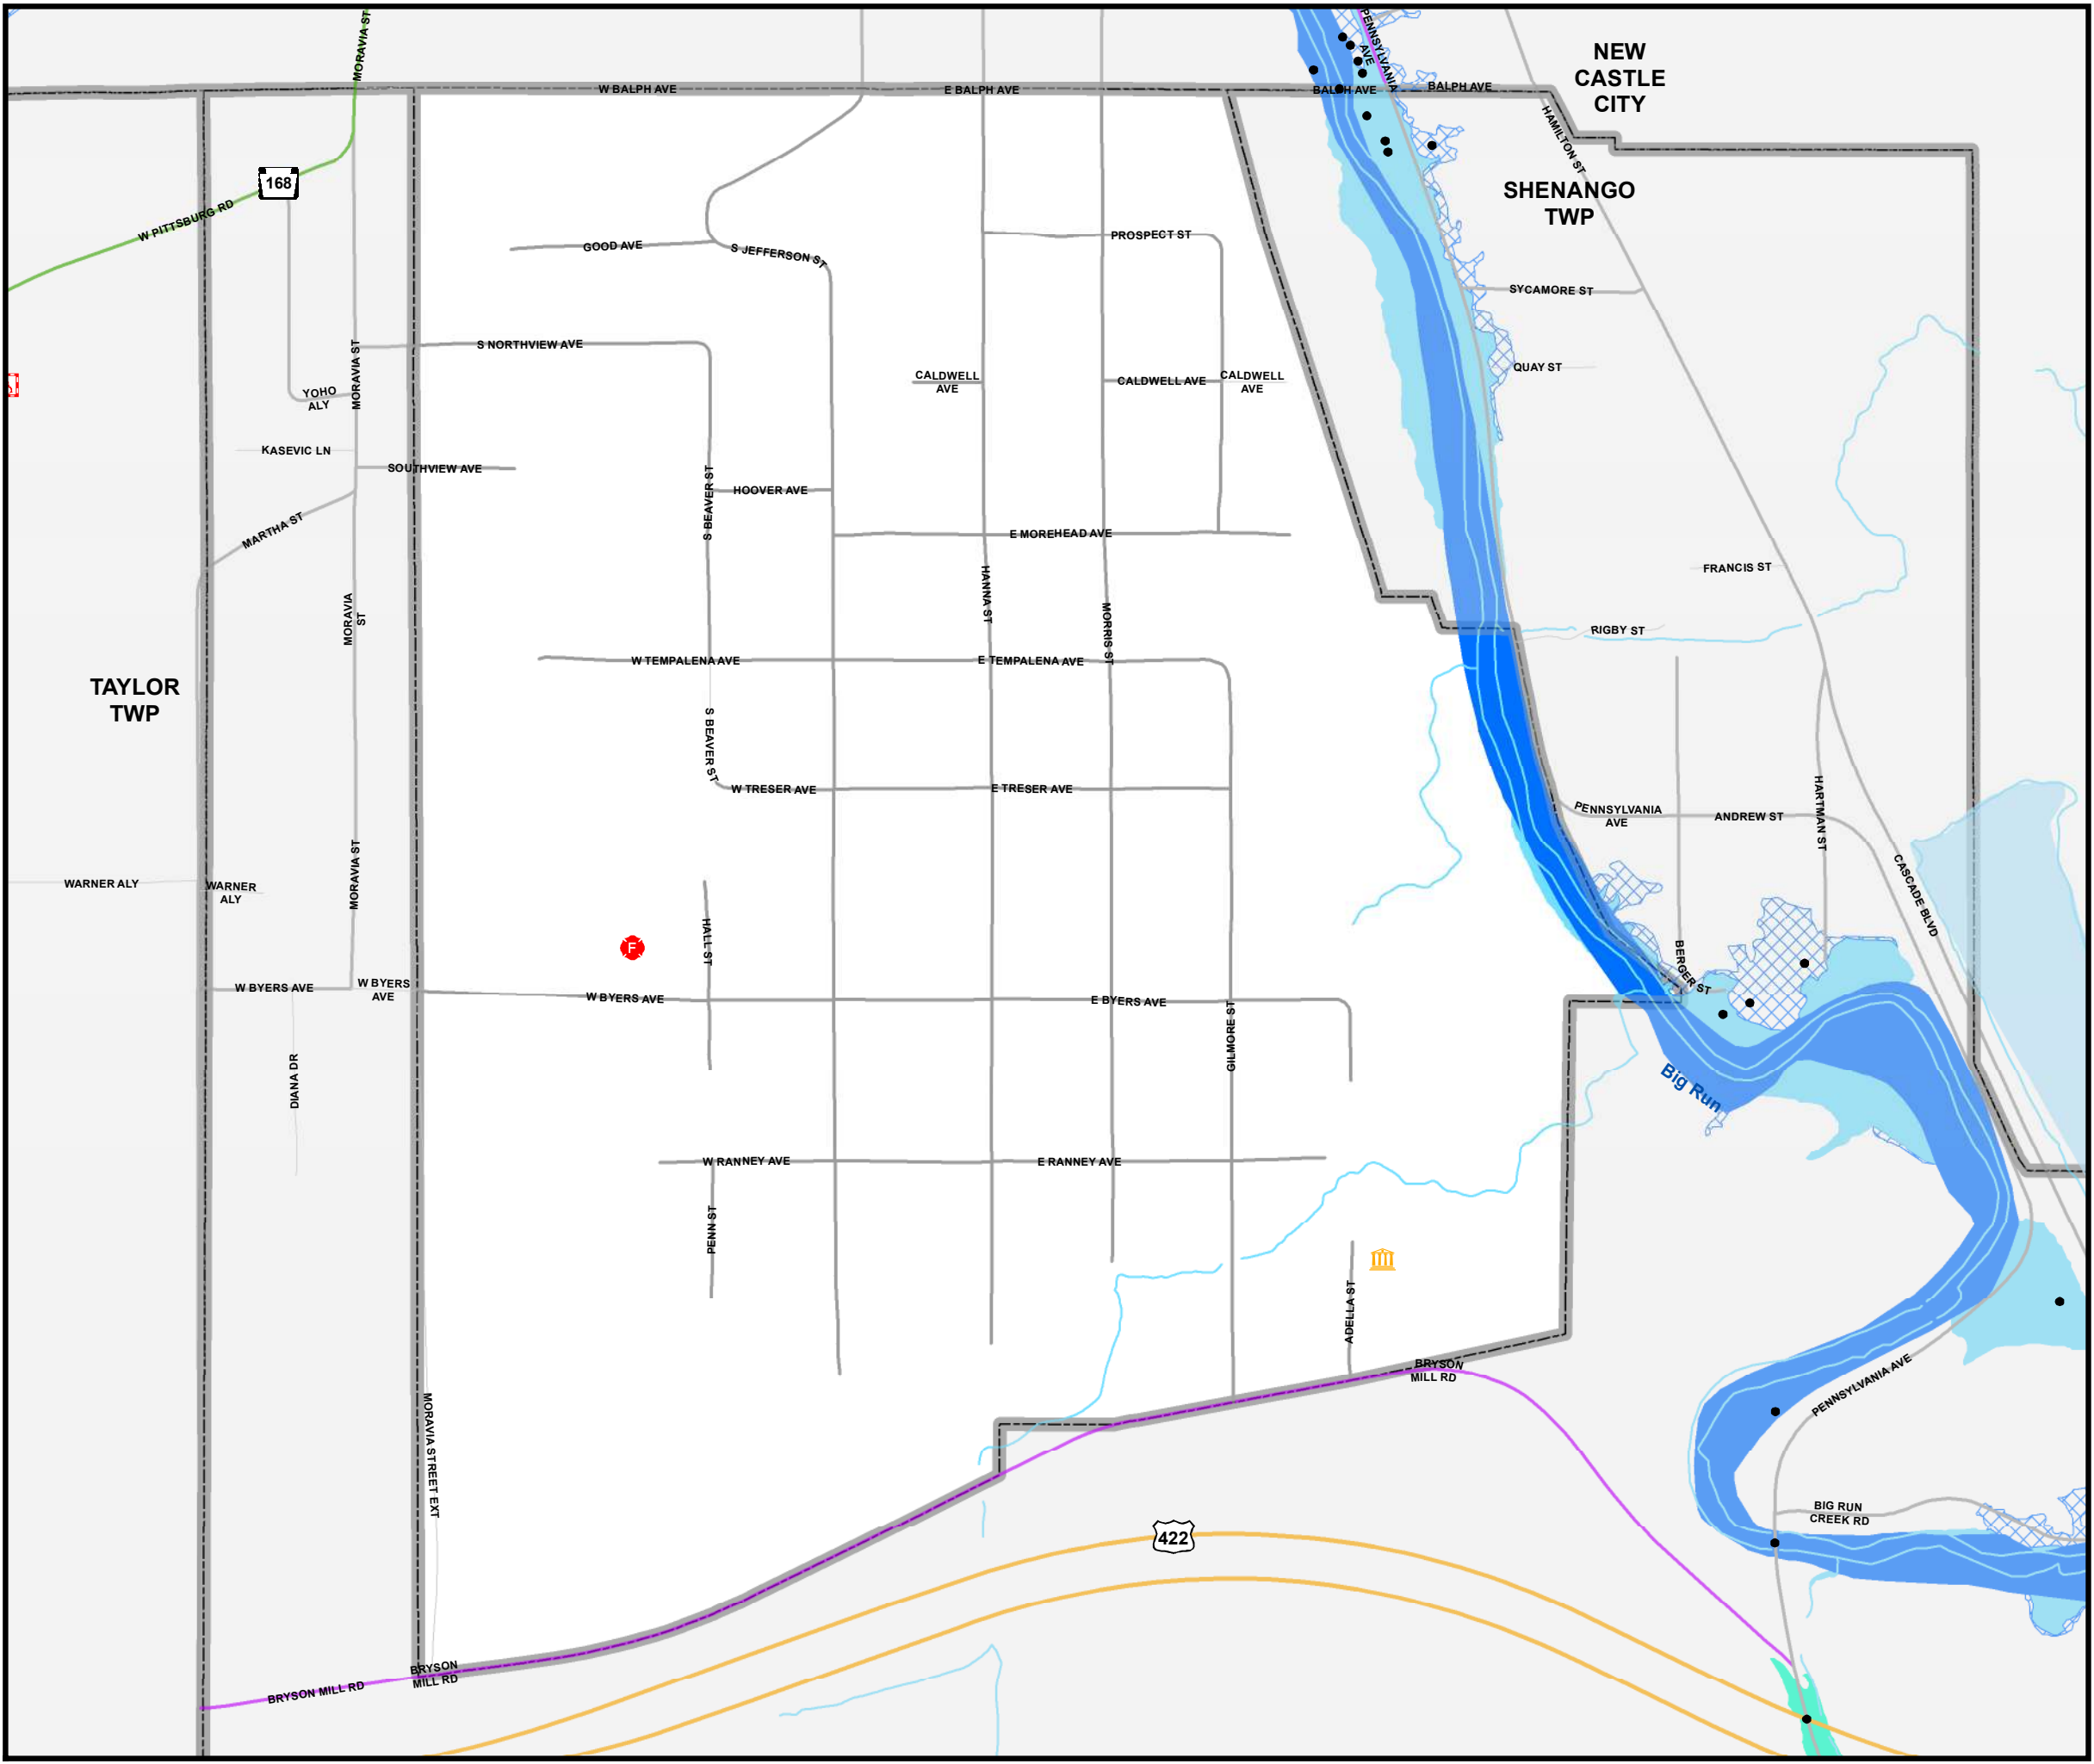 MORAVIA ST
PENNSYLVANIA
AVE
NEW
CASTLE
CITY
W BALPH AVE
E BALPH AVE
BALPH AVE
BALPH AVE
HAMILTON ST
168
W PITTSBURG RD
SHENANGO
TWP
GOOD AVE
S JEFFERSON ST
PROSPECT ST
SYCAMORE ST
S NORTHVIEW AVE
MORAVIA ST
QUAY ST
CALDWELL
AVE
CALDWELL AVE
CALDWELL
AVE
YOHO
ALY
KASEVIC LN
SOUTHVIEW AVE
S BEAVER ST
HOOVER AVE
MARTHA ST
E MOREHEAD AVE
HANNA ST
FRANCIS ST
MORAVIA
ST
MORRIS ST
RIGBY ST
W TEMPALENA AVE
E TEMPALENA AVE
TAYLOR
TWP
S BEAVER ST
W TRESER AVE
E TRESER AVE
PENNSYLVANIA
AVE
ANDREW ST
HARTMAN ST
CASCADE BLVD
MORAVIA ST
WARNER ALY
WARNER
ALY
HALL ST
F
BERGER ST
W BYERS AVE
W BYERS
AVE
W BYERS AVE
E BYERS AVE
GILMORE ST
DIANA DR
Big Run
W RANNEY AVE
E RANNEY AVE
PENN ST
ADELLA ST
BRYSON
MILL RD
PENNSYLVANIA AVE
MORAVIA STREET EXT
BIG RUN
CREEK RD
422
BRYSON
MILL RD
BRYSON MILL RD